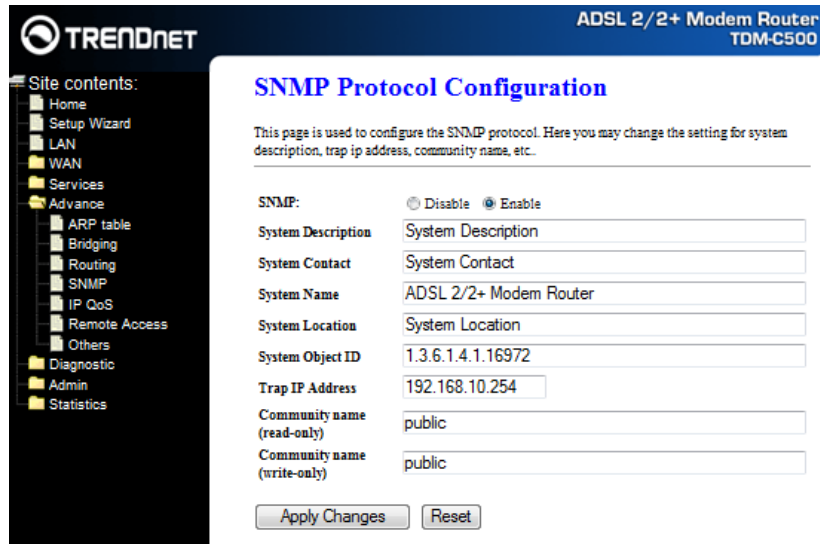 TRENDNET
ADSL 2/2+ Modem Router
TDM-C500
Site contents:
Home
Setup Wizard
LAN
WAN
Services
Advance
ARP table
Bridging
Routing
SNMP
IP QoS
Remote Access
Others
Diagnostic
Admin
Statistics
SNMP Protocol Configuration
This page is used to configure the SNMP protocol. Here you may change the setting for system
description, trap ip address, community name, etc..
SNMP: Disable Enable
System Description System Description
System Contact System Contact
System Name ADSL 2/2+ Modem Router
System Location System Location
System Object ID 1.3.6.1.4.1.16972
Trap IP Address 192.168.10.254
Community name
(read-only) public
Community name
(write-only) public
Apply Changes Reset